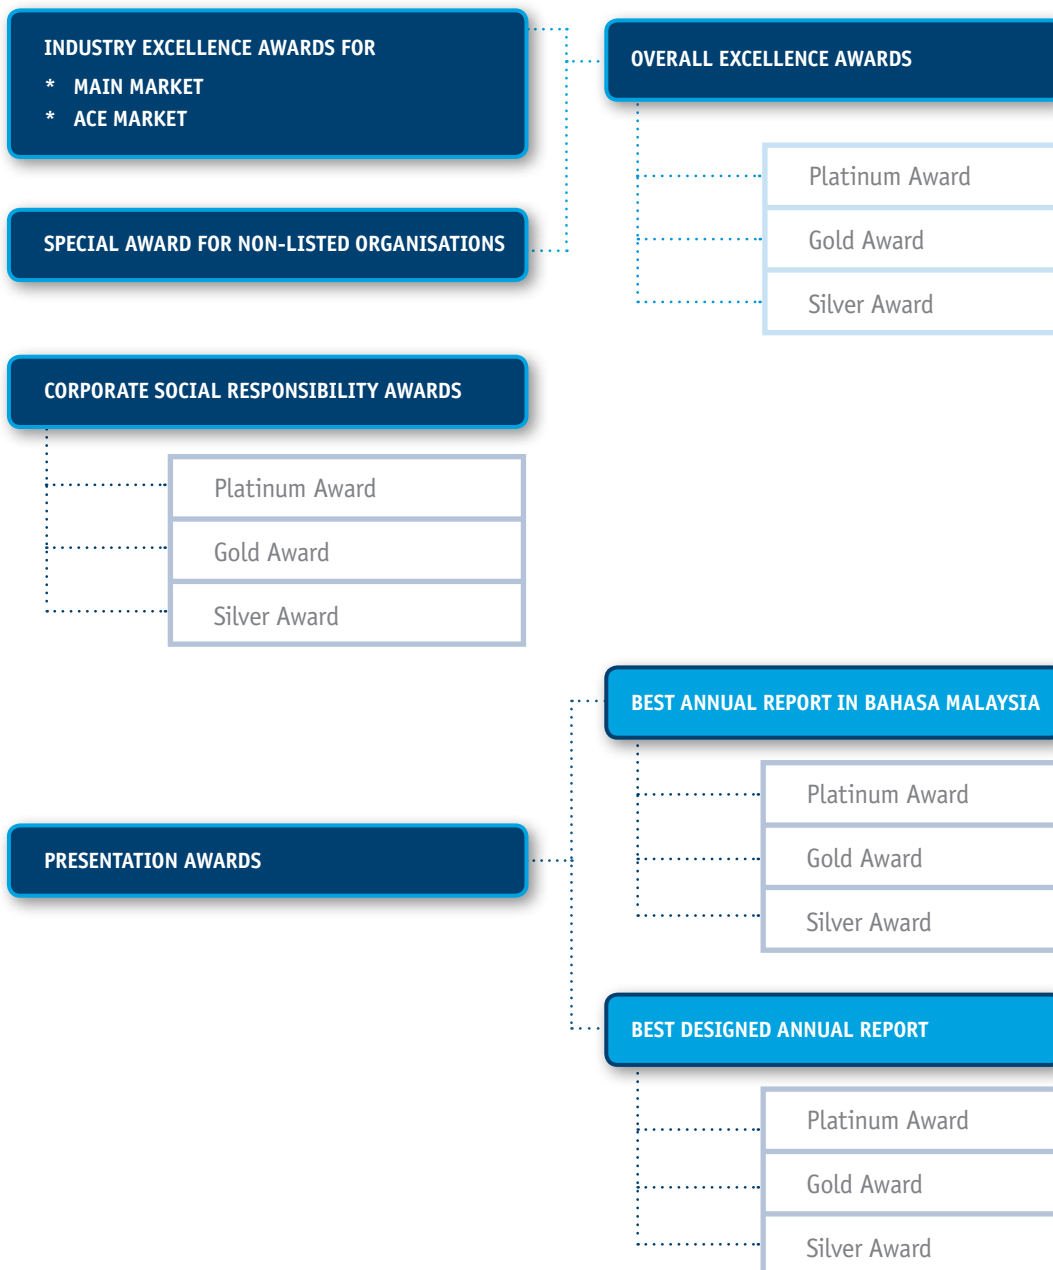 INDUSTRY EXCELLENCE AWARDS FOR
* MAIN MARKET
* ACE MARKET
SPECIAL AWARD FOR NON-LISTED ORGANISATIONS
OVERALL EXCELLENCE AWARDS
Platinum Award
Gold Award
Silver Award
CORPORATE SOCIAL RESPONSIBILITY AWARDS
Platinum Award
Gold Award
Silver Award
PRESENTATION AWARDS
BEST ANNUAL REPORT IN BAHASA MALAYSIA
Platinum Award
Gold Award
Silver Award
BEST DESIGNED ANNUAL REPORT
Platinum Award
Gold Award
Silver Award